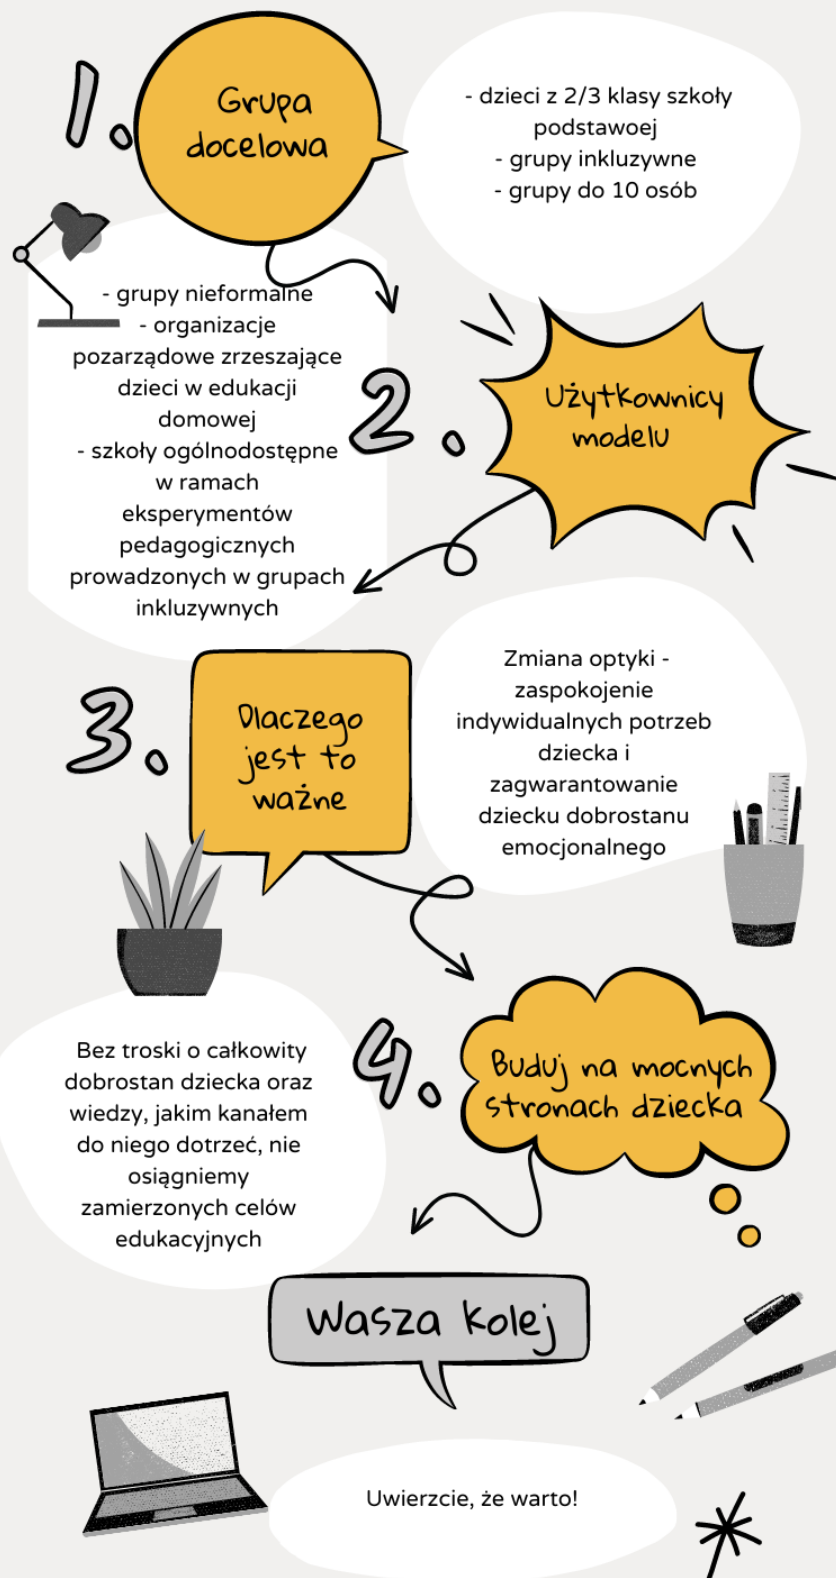 1.
Grupa
docelowa
- dzieci z 2/3 klasy szkoły
podstawoej
- grupy inkluzywne
- grupy do 10 osób
2.
Użytkownicy
modelu
- grupy nieformalne
- organizacje
pozarządowe zrzeszające
dzieci w edukacji
domowej
- szkoły ogólnodostępne
w ramach
eksperymentów
pedagogicznych
prowadzonych w grupach
inkluzywnych
3.
Dlaczego
jest to
ważne
Zmiana optyki -
zaspokojenie
indywidualnych potrzeb
dziecka i
zagwarantowanie
dziecku dobrostanu
emocjonalnego
4.
Buduj na mocnych
stronach dziecka
Bez troski o całkowity
dobrostan dziecka oraz
wiedzy, jakim kanałem
do niego dotrzeć, nie
osiągniemy
zamierzonych celów
edukacyjnych
Wasza kolej
Uwierzcie, że warto!